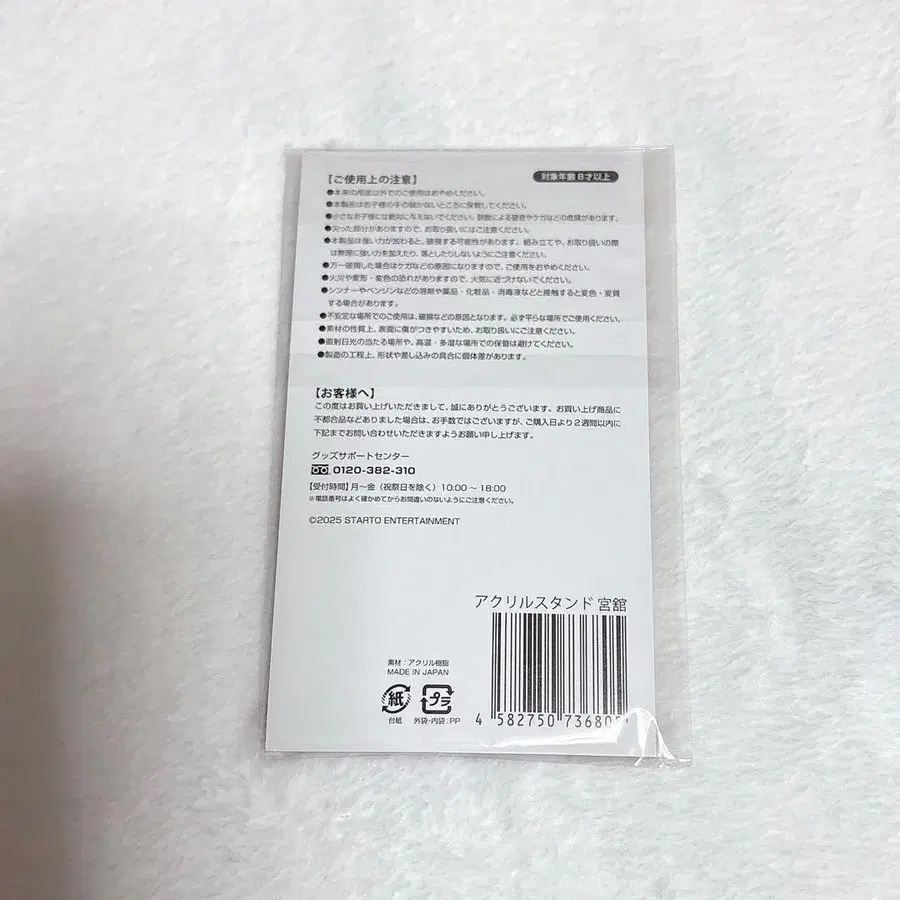 【ご使用上の注意】
対象年齢 8才以上
●本来の用途以外でのご使用はおやめください。
●本製品はお子様の手の届かないところに保管してください。
●小さなお子様には絶対に与えないでください。誤飲による窒息やケガなどの危険があります。
●尖った部分がありますので、お取り扱いにはご注意ください。
●本製品は強い力が加わると、破損する可能性があります。組み立てや、お取り扱いの際
は無理に強い力を加えたり、落としたりしないようにご注意ください。
●万一破損した場合はケガなどの原因になりますので、ご使用をおやめください。
●火災や変形・変色の恐れがありますので、火気に近づけないでください。
●シンナーやベンジンなどの溶剤や薬品・化粧品・消毒液などと接触すると変色・変質
する場合があります。
●不安定な場所でのご使用は、破損などの原因となります。必ず平らな場所でご使用ください。
●素材の性質上、表面に傷がつきやすいため、お取り扱いにご注意ください。
●直射日光の当たる場所や、高温・多湿な場所での保管は避けてください。
●製造の工程上、形状や差し込みの具合に個体差があります。
【お客様へ】
この度はお買い上げいただきまして、誠にありがとうございます。お買い上げ商品に
不都合品などありました場合は、お手数ではございますが、ご購入日より2週間以内に
下記までお問い合わせいただきますようお願い申し上げます。
グッズサポートセンター
0120-382-310
【受付時間】月～金（祝祭日を除く）10:00～18:00
※電話番号はよく確かめてからお間違いのないようにご注意ください。
©2025 STARTO ENTERTAINMENT
アクリルスタンド 宮舘
素材：アクリル樹脂
MADE IN JAPAN
紙
プラ
台紙
外袋・内袋：PP
4 582750 73680